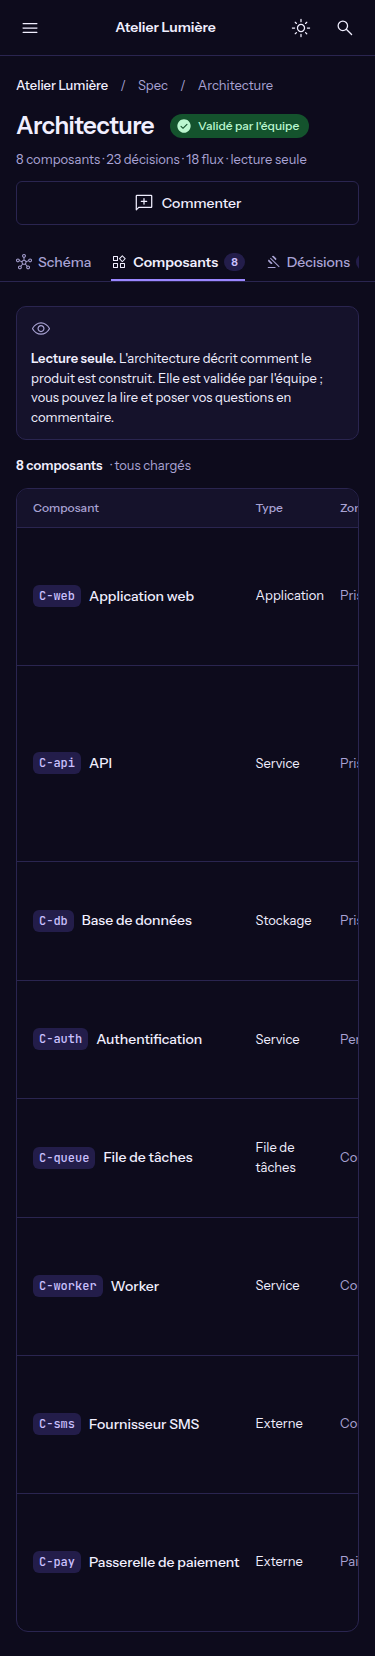 Atelier Lumière
Atelier Lumière / Spec / Architecture
Architecture Validé par l'équipe
8 composants · 23 décisions · 18 flux · lecture seule
Commenter
Schéma Composants 8 Décisions
Lecture seule. L'architecture décrit comment le
produit est construit. Elle est validée par l'équipe ;
vous pouvez la lire et poser vos questions en
commentaire.
8 composants · tous chargés
Composant Type
C-web Application web Application
C-api API Service
C-db Base de données Stockage
C-auth Authentification Service
C-queue File de tâches File de
tâches
C-worker Worker Service
C-sms Fournisseur SMS Externe
C-pay Passerelle de paiement Externe